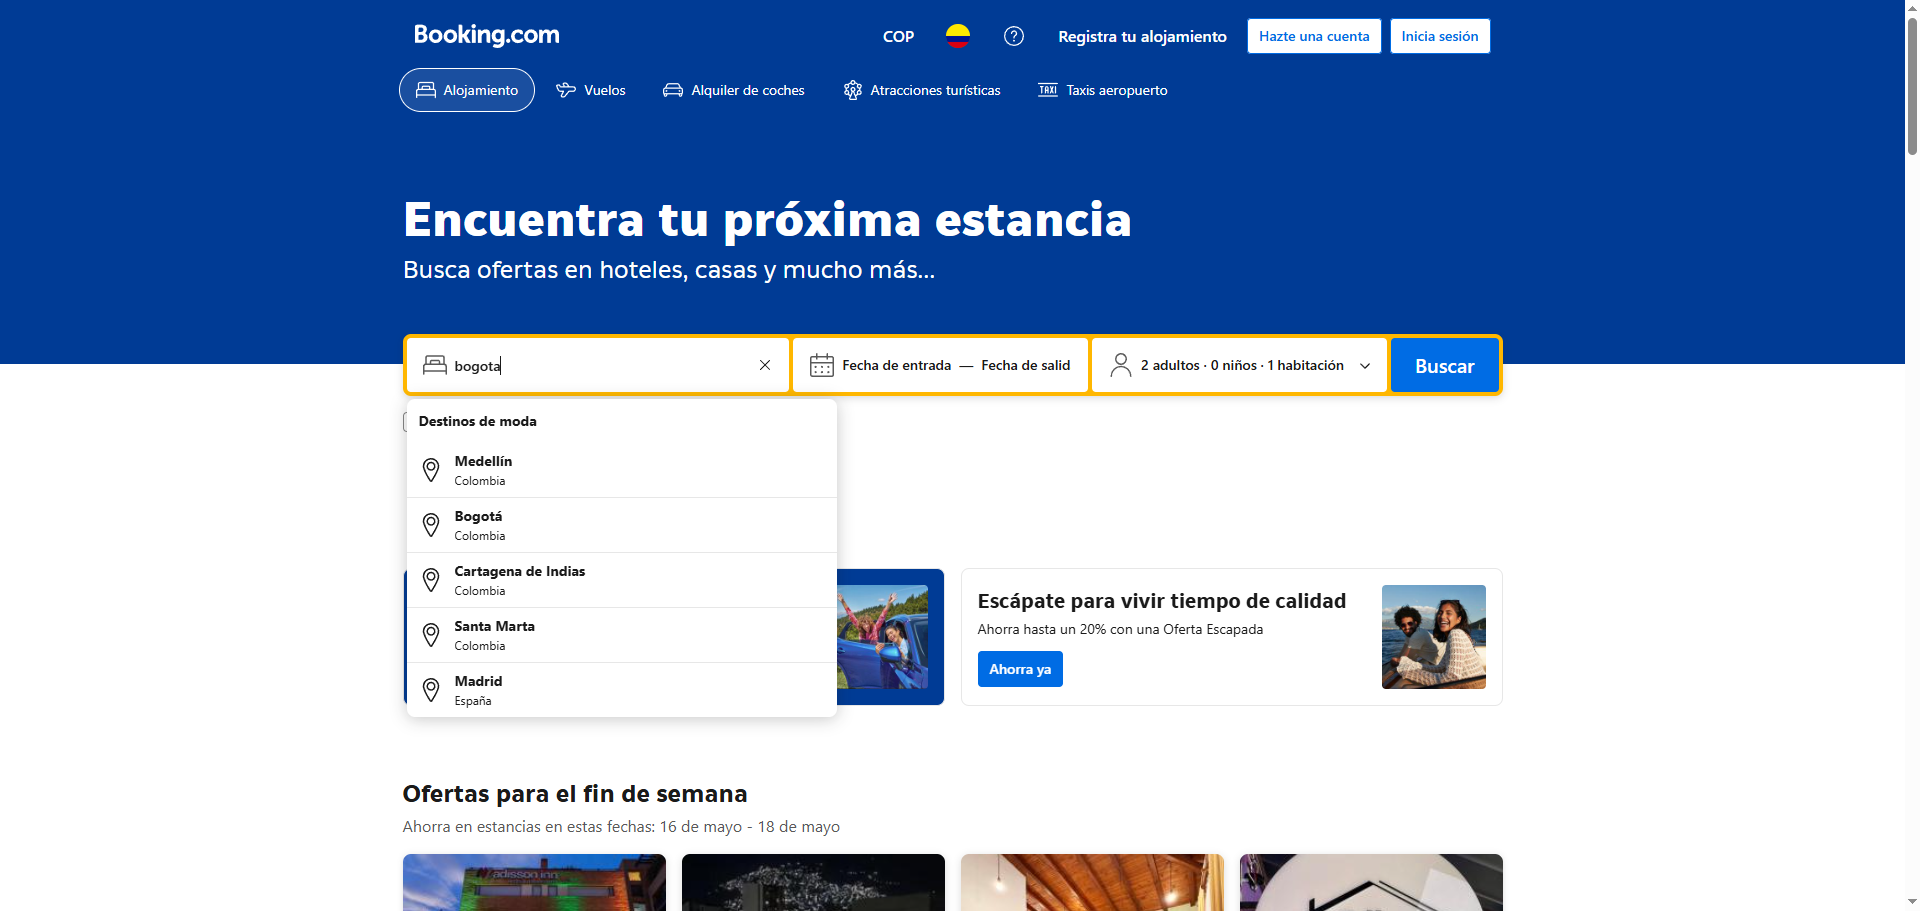 Booking.com
COP
Registra tu alojamiento
Hazte una cuenta
Inicia sesión
Alojamiento
Vuelos
Alquiler de coches
Atracciones turísticas
TAXI
Taxis aeropuerto
Encuentra tu próxima estancia
Busca ofertas en hoteles, casas y mucho más...
bogota
Fecha de entrada — Fecha de salid
2 adultos · 0 niños · 1 habitación
Buscar
Destinos de moda
Medellín
Colombia
Bogotá
Colombia
Cartagena de Indias
Colombia
Santa Marta
Colombia
Madrid
España
Escápate para vivir tiempo de calidad
Ahorra hasta un 20% con una Oferta Escapada
Ahorra ya
Ofertas para el fin de semana
Ahorra en estancias en estas fechas: 16 de mayo - 18 de mayo
adisson inn